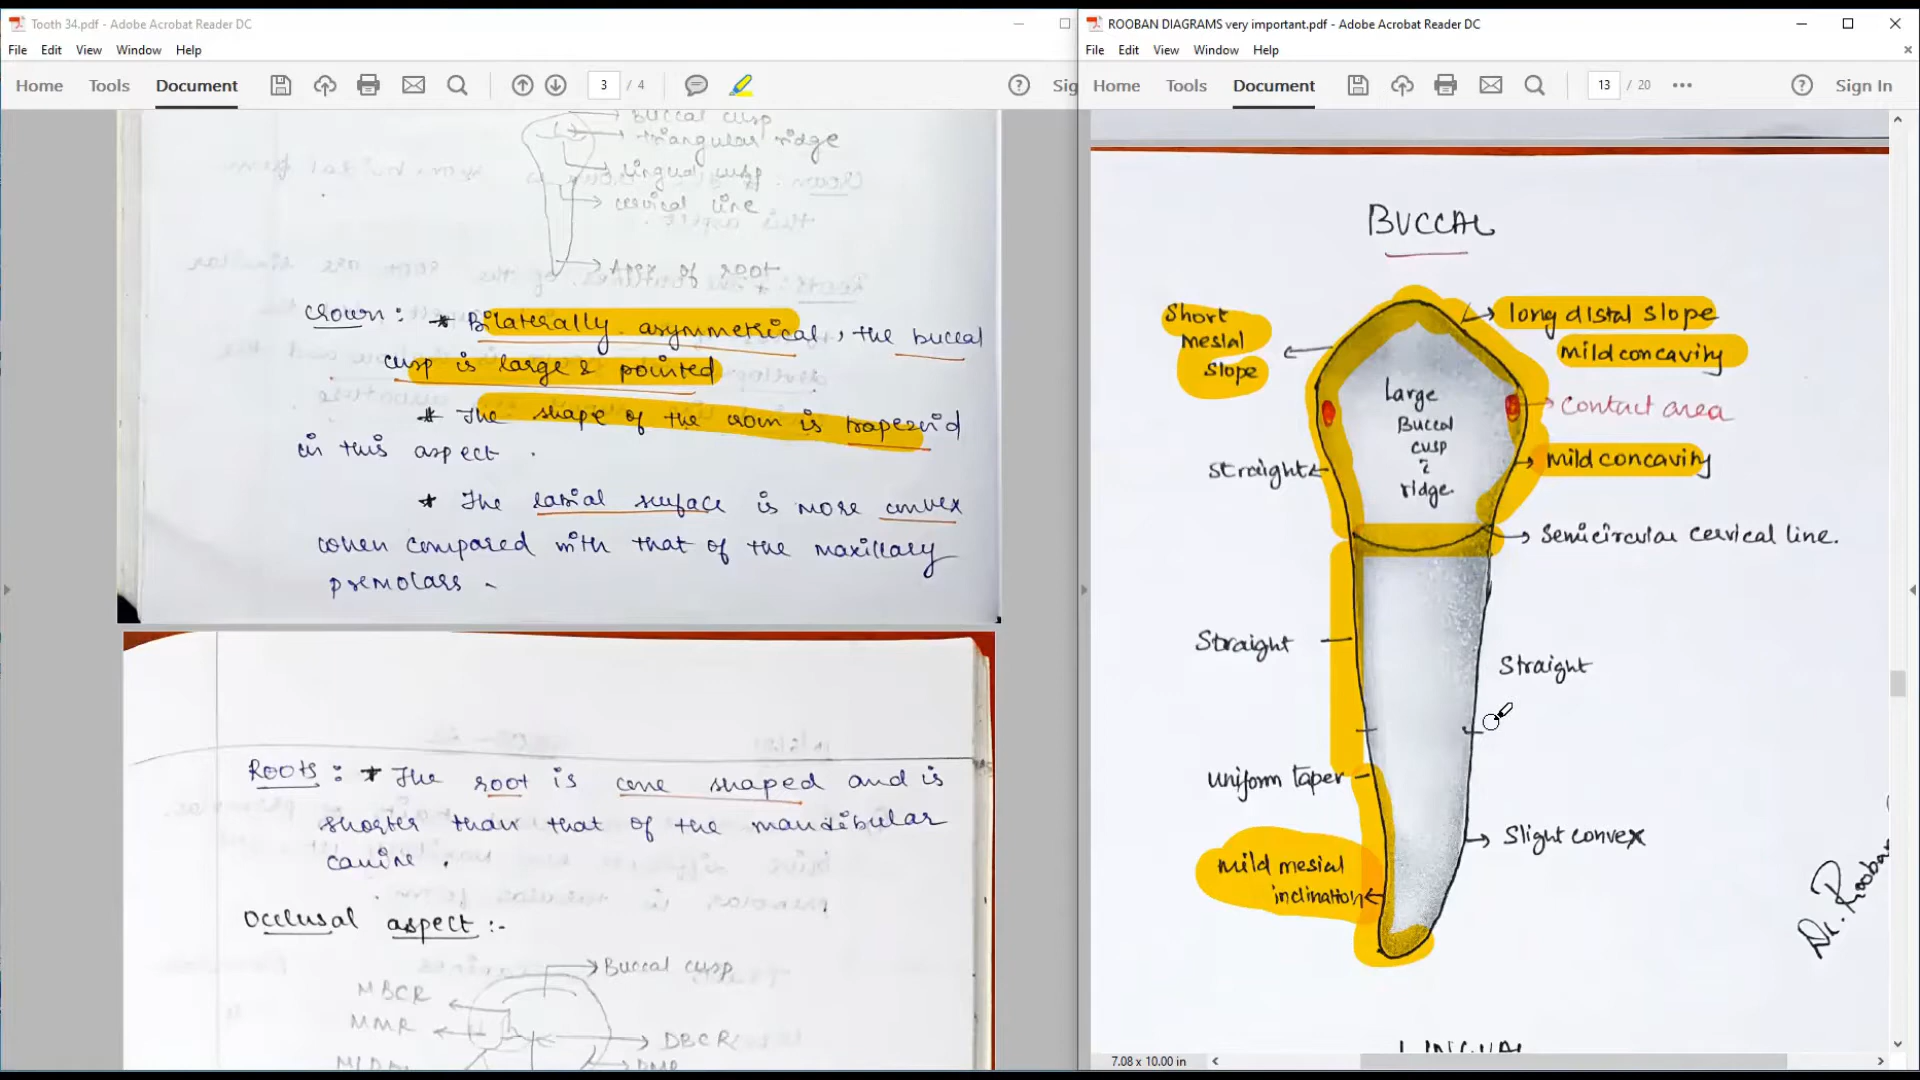 Tooth 34.pdf - Adobe Acrobat Reader DC
File Edit View Window Help
Home Tools Document 3 / 4 Sig
Buccal cusp
triangular ridge
lingual cusp
cervical line
Apex of root
Crown : * Bilaterally asymmetrical, the buccal
cusp is large & pointed
* The shape of the crown is trapezoid
in this aspect .
* The labial surface is more convex
when compared with that of the maxillary
premolars .
Roots : * The root is cone shaped and is
shorter than that of the mandibular
canine .
Occlusal aspect :-
Buccal cusp
MBCR
MMR
DBCR
DMR
ROOBAN DIAGRAMS very important.pdf - Adobe Acrobat Reader DC
File Edit View Window Help
Home Tools Document 13 / 20 Sign In
BUCCAL
Short
mesial
slope
long distal slope
mild concavity
Large
Buccal
cusp
ridge
Contact area
Straight
mild concavity
Semicircular cervical line.
Straight
Straight
uniform taper
Slight convex
mild mesial
inclination
Dr. Rooban
LINGUAL
7.08 x 10.00 in